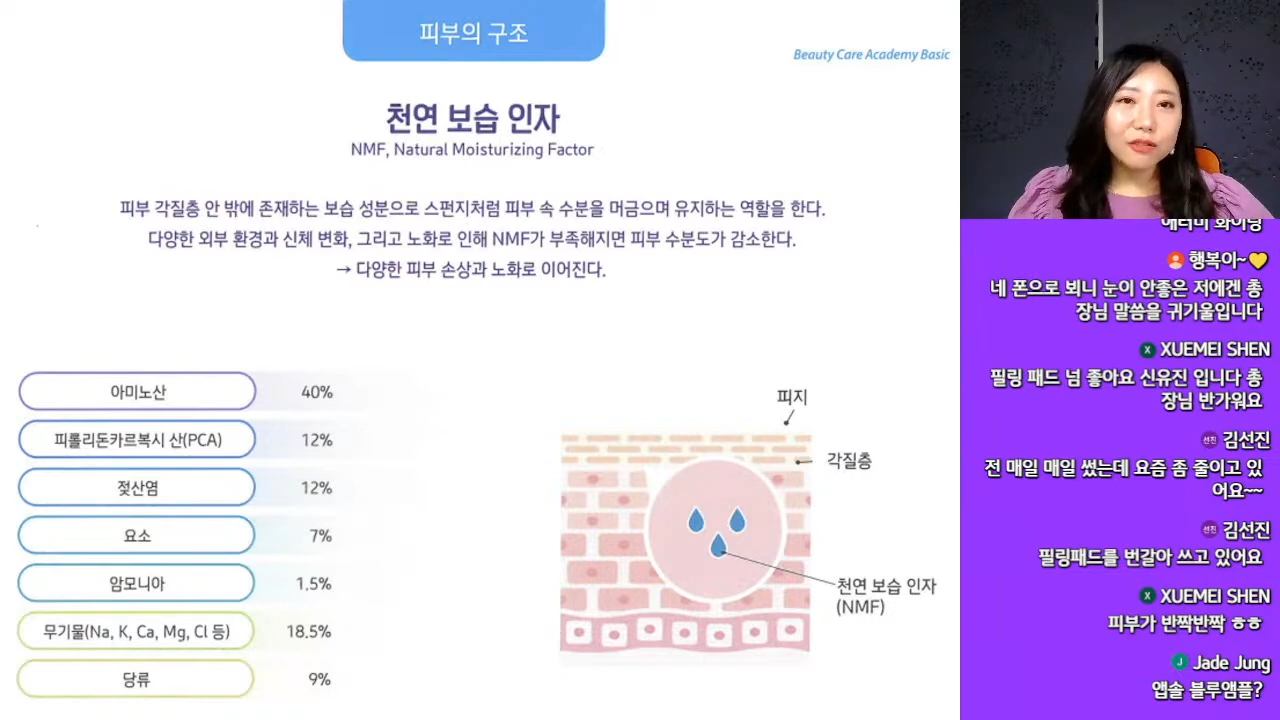 피부의 구조
Beauty Care Academy Basic
천연 보습 인자
NMF, Natural Moisturizing Factor
피부 각질층 안 밖에 존재하는 보습 성분으로 스펀지처럼 피부 속 수분을 머금으며 유지하는 역할을 한다.
다양한 외부 환경과 신체 변화, 그리고 노화로 인해 NMF가 부족해지면 피부 수분도가 감소한다.
→ 다양한 피부 손상과 노화로 이어진다.
아미노산 40%
피롤리돈카르복시 산(PCA) 12%
젖산염 12%
요소 7%
암모니아 1.5%
무기물(Na, K, Ca, Mg, Cl 등) 18.5%
당류 9%
피지
각질층
천연 보습 인자
(NMF)
화이팅
행복이~💛
네 폰으로 뵈니 눈이 안좋은 저에겐 총
장님 말씀을 귀기울입니다
X XUEMEI SHEN
필링 패드 넘 좋아요 신유진 입니다 총
장님 반가워요
선진 김선진
전 매일 매일 썼는데 요즘 좀 줄이고 있
어요~~
선진 김선진
필링패드를 번갈아 쓰고 있어요
X XUEMEI SHEN
피부가 반짝반짝 ㅎㅎ
J Jade Jung
앱솔 블루앰플?